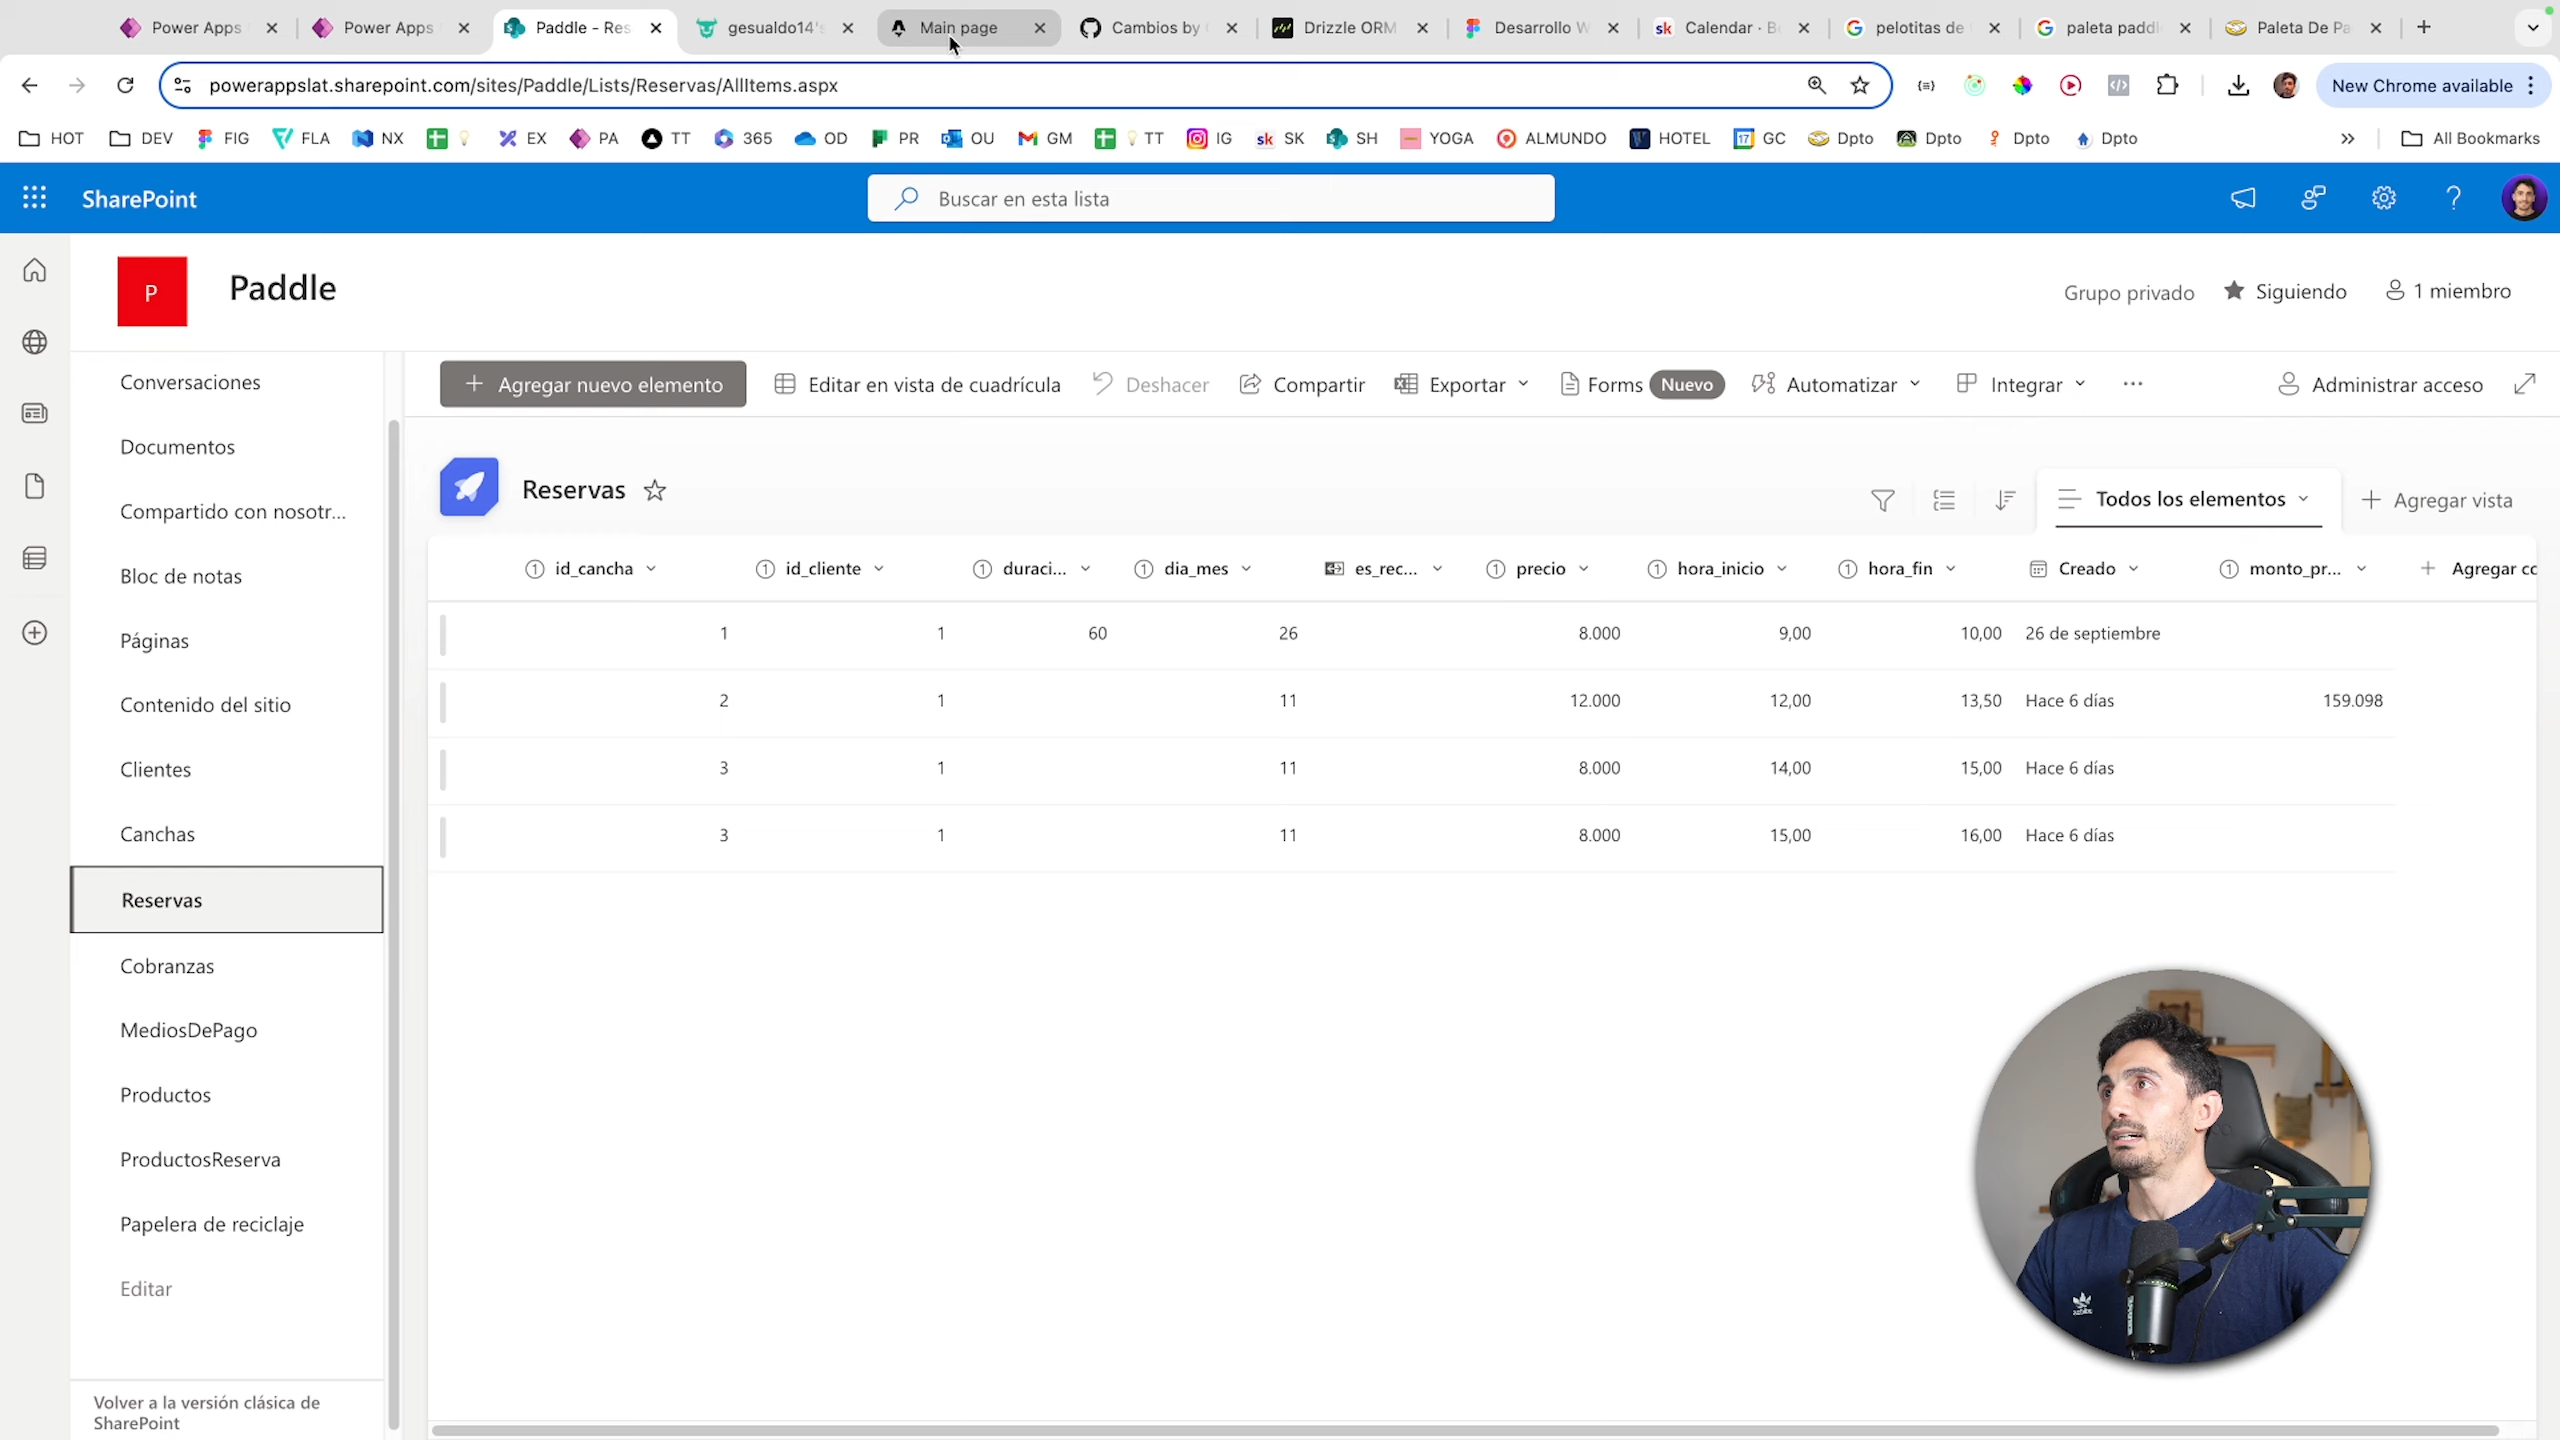 Power Apps
Power Apps
Paddle - Res
gesualdo14's
Main page
Cambios by
Drizzle ORM
Desarrollo W
Calendar · B
pelotitas de
paleta paddl
Paleta De Pa
powerappslat.sharepoint.com/sites/Paddle/Lists/Reservas/AllItems.aspx
New Chrome available
HOT
DEV
FIG
FLA
NX
EX
PA
TT
365
OD
PR
OU
GM
TT
IG
SK
SH
YOGA
ALMUNDO
HOTEL
GC
Dpto
Dpto
Dpto
Dpto
All Bookmarks
SharePoint
Buscar en esta lista
P
Paddle
Grupo privado
Siguiendo
1 miembro
Conversaciones
Documentos
Compartido con nosotr...
Bloc de notas
Páginas
Contenido del sitio
Clientes
Canchas
Reservas
Cobranzas
MediosDePago
Productos
ProductosReserva
Papelera de reciclaje
Editar
Volver a la versión clásica de
SharePoint
Agregar nuevo elemento
Editar en vista de cuadrícula
Deshacer
Compartir
Exportar
Forms Nuevo
Automatizar
Integrar
Administrar acceso
Reservas
Todos los elementos
Agregar vista
id_cancha id_cliente duraci... dia_mes es_rec... precio hora_inicio hora_fin Creado monto_pr... Agregar co
1 1 60 26 8.000 9,00 10,00 26 de septiembre
2 1 11 12.000 12,00 13,50 Hace 6 días 159.098
3 1 11 8.000 14,00 15,00 Hace 6 días
3 1 11 8.000 15,00 16,00 Hace 6 días